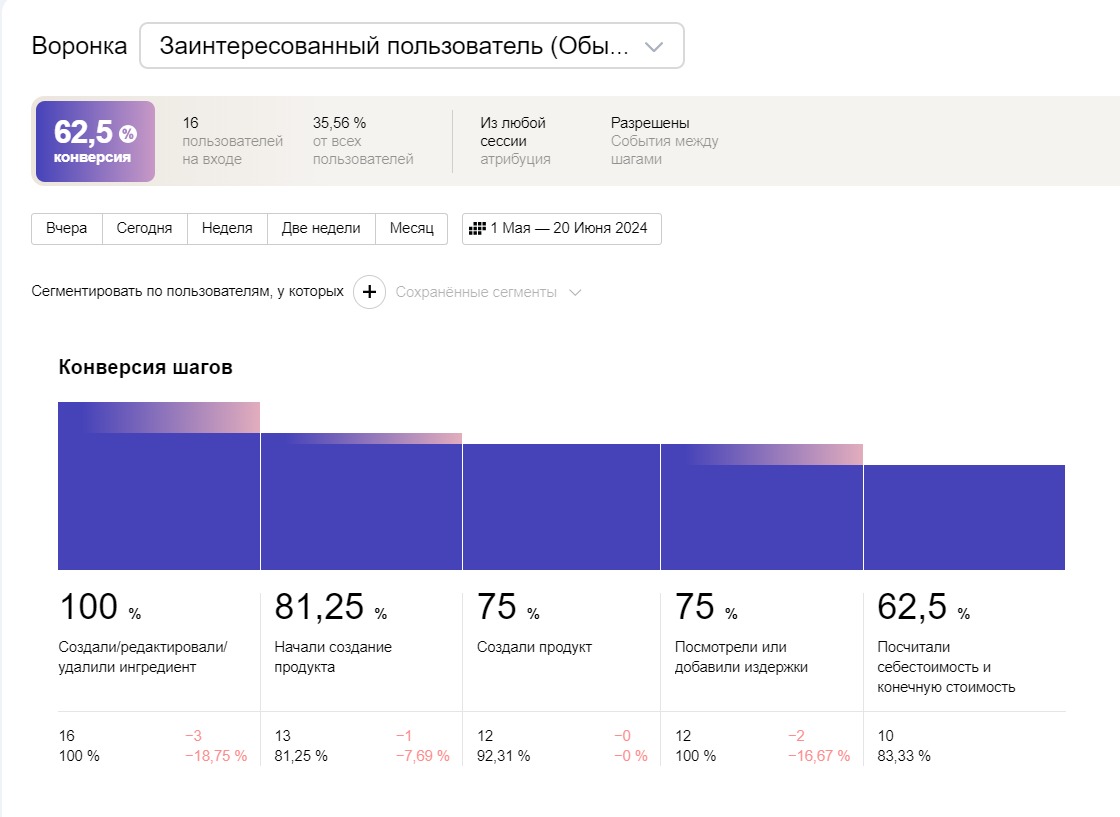 Воронка
Заинтересованный пользователь (Обы...
62,5 %
конверсия
16
пользователей
на входе
35,56 %
от всех
пользователей
Из любой
сессии
атрибуция
Разрешены
События между
шагами
Вчера
Сегодня
Неделя
Две недели
Месяц
1 Мая — 20 Июня 2024
Сегментировать по пользователям, у которых
+
Сохранённые сегменты
Конверсия шагов
100 %
Создали/редактировали/
удалили ингредиент
16 −3
100 % −18,75 %
81,25 %
Начали создание
продукта
13 −1
81,25 % −7,69 %
75 %
Создали продукт
12 −0
92,31 % −0 %
75 %
Посмотрели или
добавили издержки
12 −2
100 % −16,67 %
62,5 %
Посчитали
себестоимость и
конечную стоимость
10
83,33 %